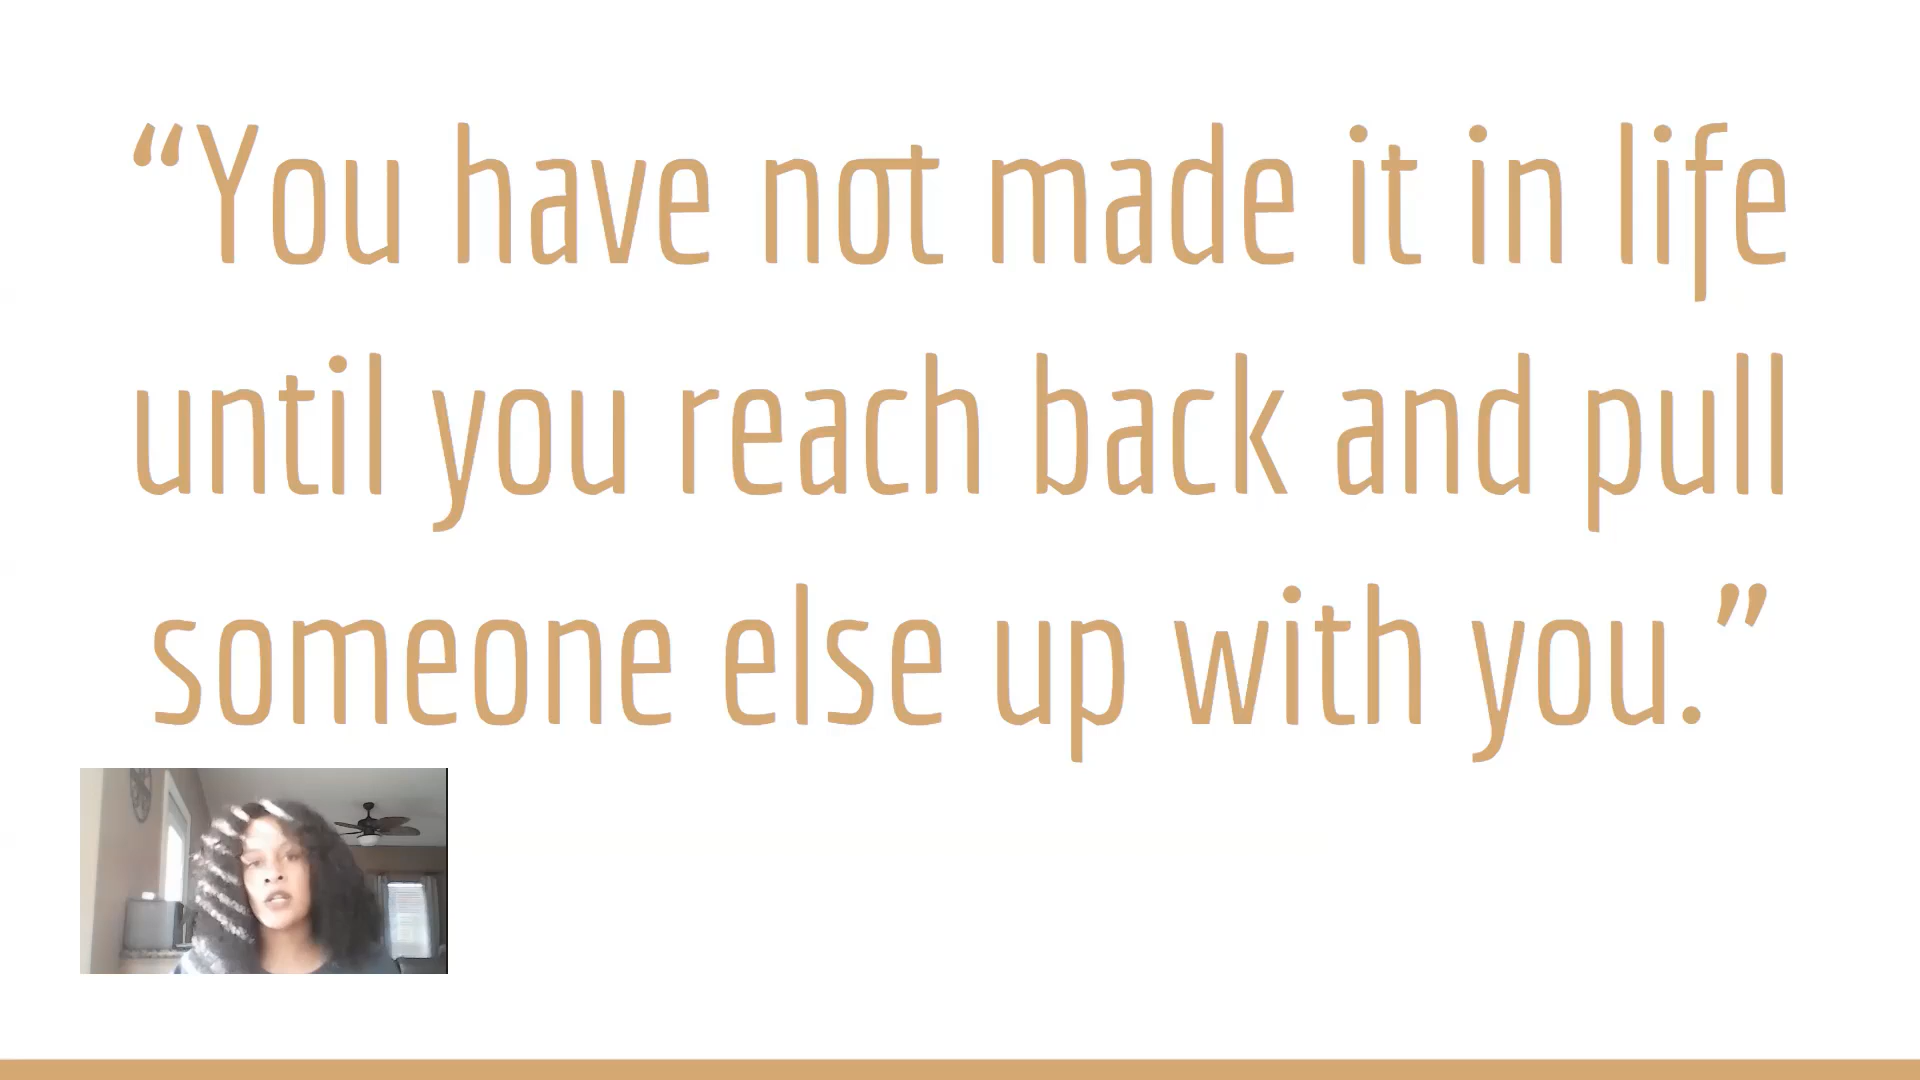 “You have not made it in life
until you reach back and pull
someone else up with you.”